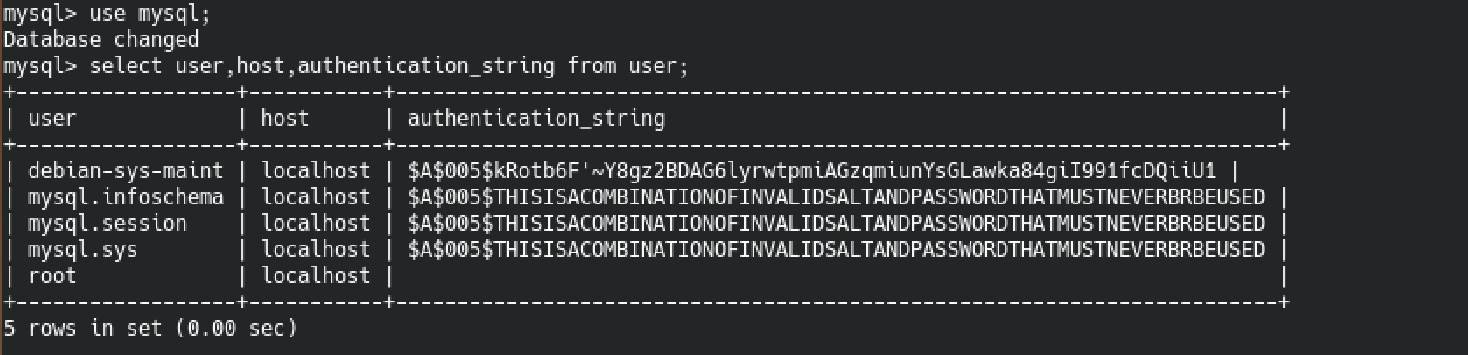 mysql> use mysql;
Database changed
mysql> select user,host,authentication_string from user;
+------------------+-----------+------------------------------------------------------------------------+
| user             | host      | authentication_string                                                  |
+------------------+-----------+------------------------------------------------------------------------+
| debian-sys-maint | localhost | $A$005$kRotb6F'~Y8gz2BDAG6lyrwtpmiAGzqmiunYsGLawka84giI991fcDQiiU1 |
| mysql.infoschema | localhost | $A$005$THISISACOMBINATIONOFINVALIDSALTANDPASSWORDTHATMUSTNEVERBRBEUSED |
| mysql.session    | localhost | $A$005$THISISACOMBINATIONOFINVALIDSALTANDPASSWORDTHATMUSTNEVERBRBEUSED |
| mysql.sys        | localhost | $A$005$THISISACOMBINATIONOFINVALIDSALTANDPASSWORDTHATMUSTNEVERBRBEUSED |
| root             | localhost |                                                                        |
+------------------+-----------+------------------------------------------------------------------------+
5 rows in set (0.00 sec)